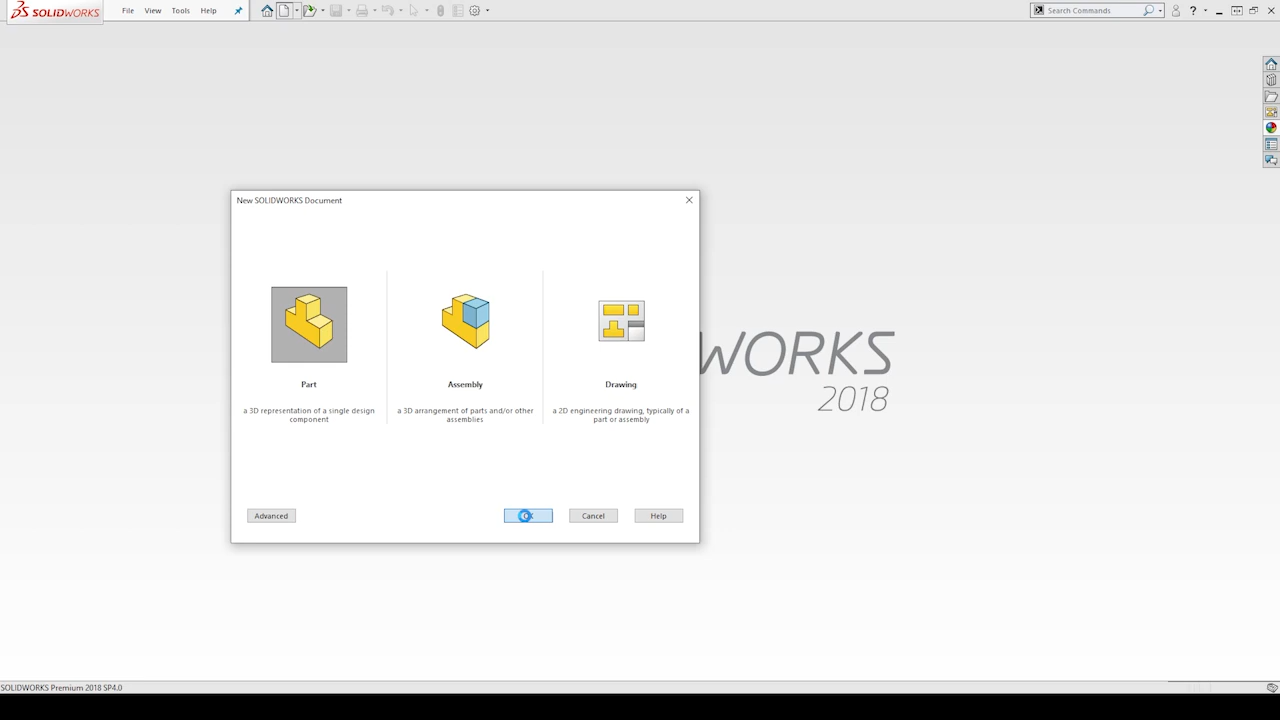 SOLIDWORKS
File
View
Tools
Help
Search Commands
?
New SOLIDWORKS Document
Part
a 3D representation of a single design
component
Assembly
a 3D arrangement of parts and/or other
assemblies
Drawing
a 2D engineering drawing, typically of a
part or assembly
WORKS
2018
Advanced
Cancel
Help
SOLIDWORKS Premium 2018 SP4.0